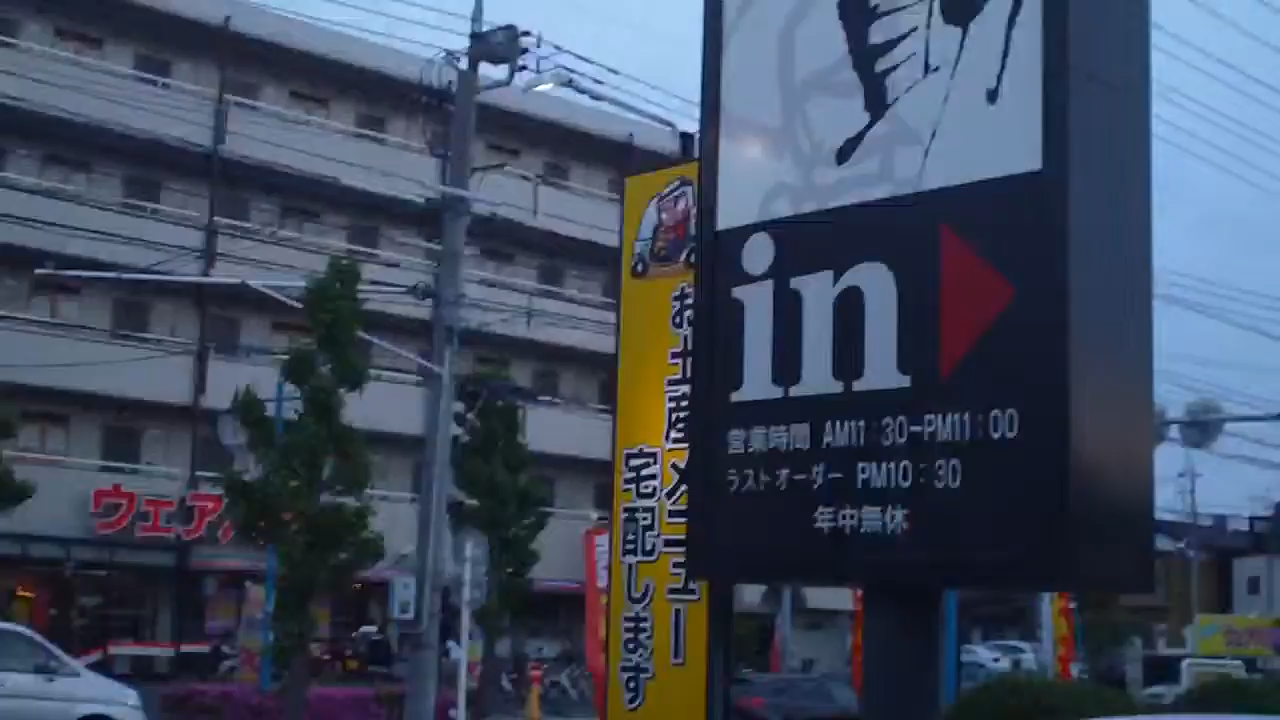 in
営業時間 AM11:30-PM11:00
ラストオーダー PM10:30
年中無休
お土産メニュー
宅配します
ウェア